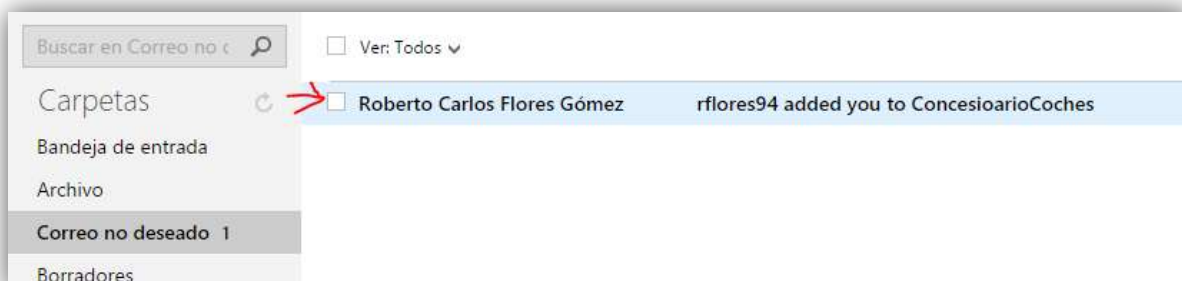 Buscar en Correo no c
Ver: Todos
Carpetas
Roberto Carlos Flores Gómez rflores94 added you to ConcesioarioCoches
Bandeja de entrada
Archivo
Correo no deseado 1
Borradores